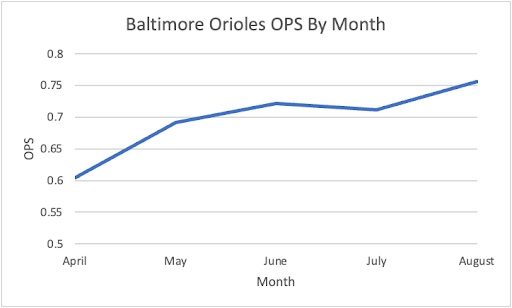 Baltimore Orioles OPS By Month
0.8
0.75
0.7
0.65
0.6
0.55
0.5
OPS
April May June July August
Month